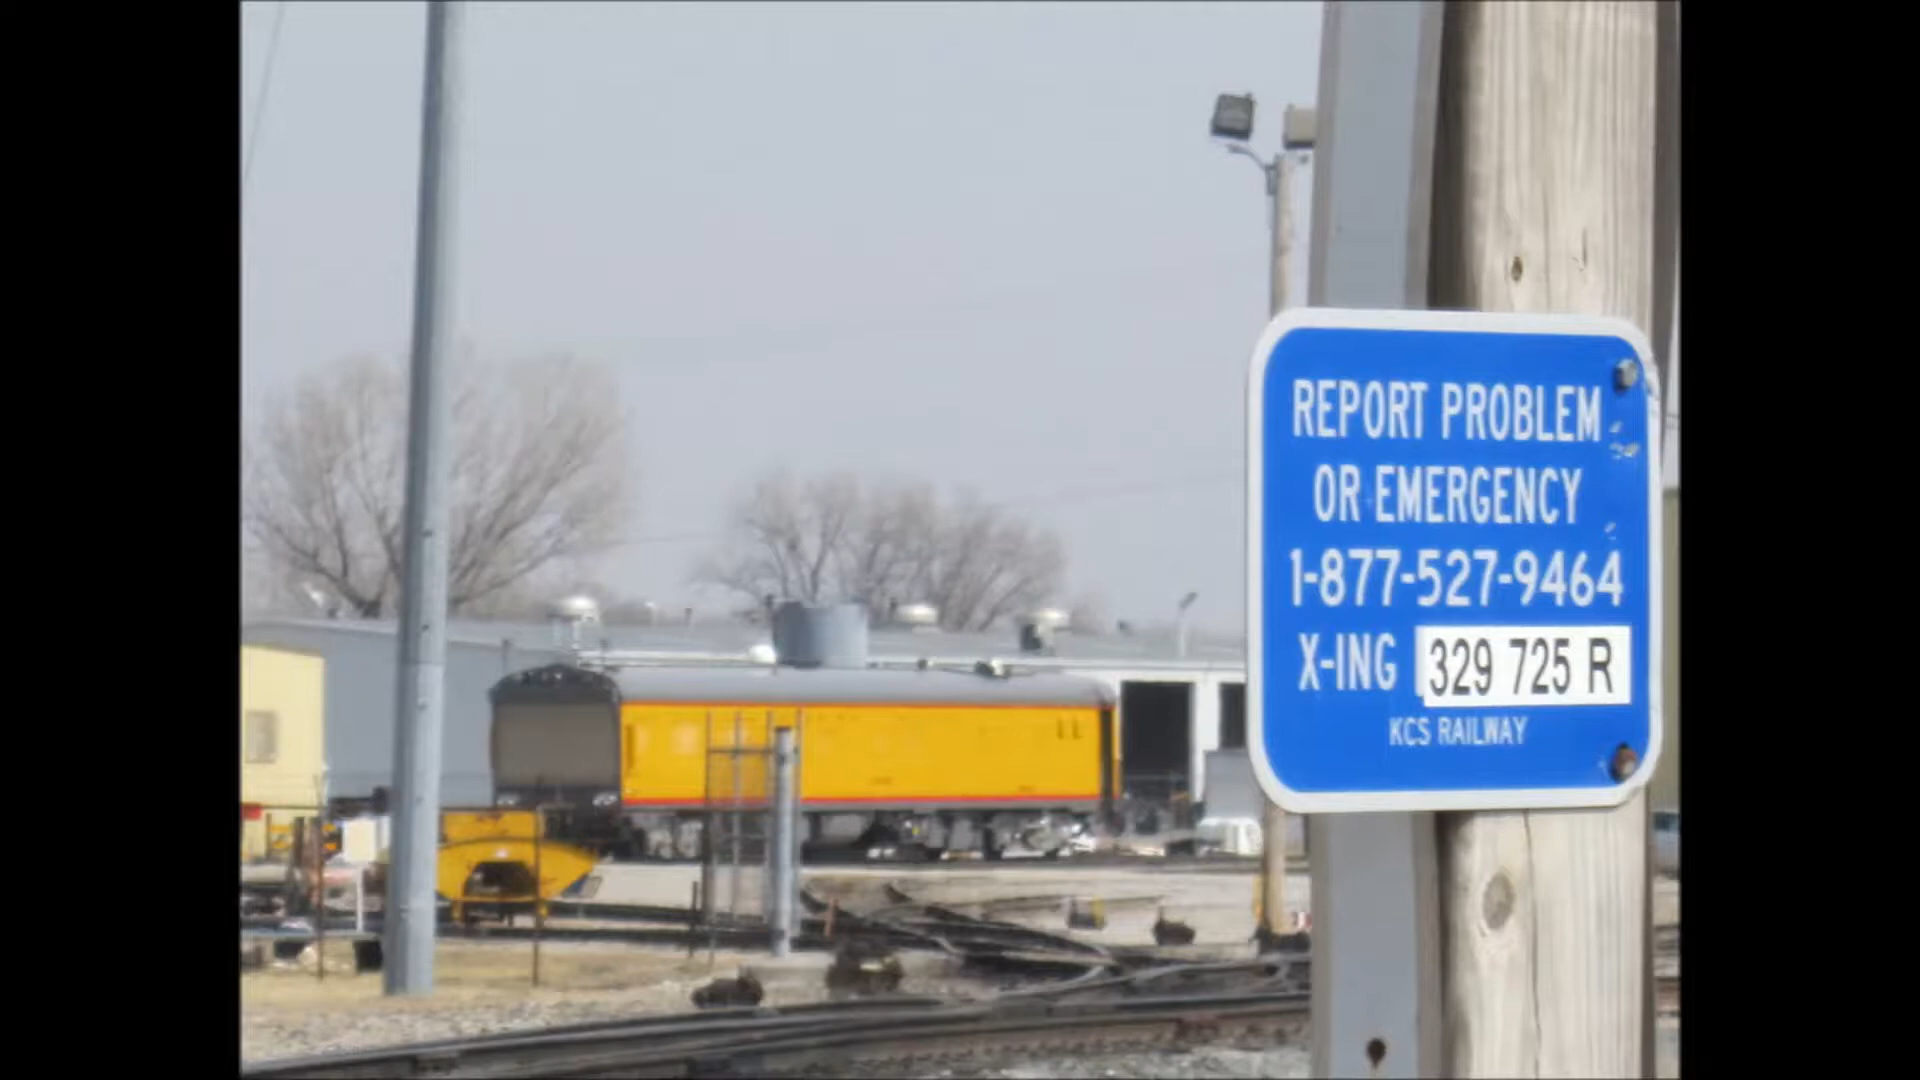 REPORT PROBLEM
OR EMERGENCY
1-877-527-9464
X-ING 329 725 R
KCS RAILWAY